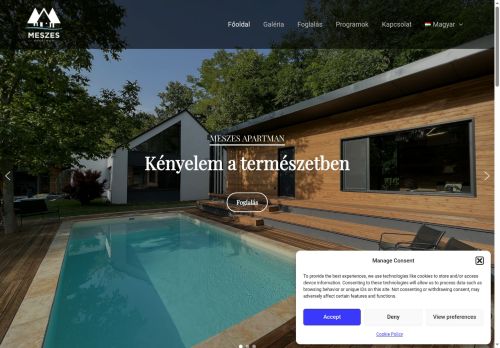 MESZES
Főoldal
Galéria
Foglalás
Programok
Kapcsolat
Magyar
MESZES APARTMAN
Kényelem a természetben
Foglalás
Manage Consent
To provide the best experiences, we use technologies like cookies to store and/or access
device information. Consenting to these technologies will allow us to process data such as
browsing behavior or unique IDs on this site. Not consenting or withdrawing consent, may
adversely affect certain features and functions.
Accept
Deny
View preferences
Cookie Policy